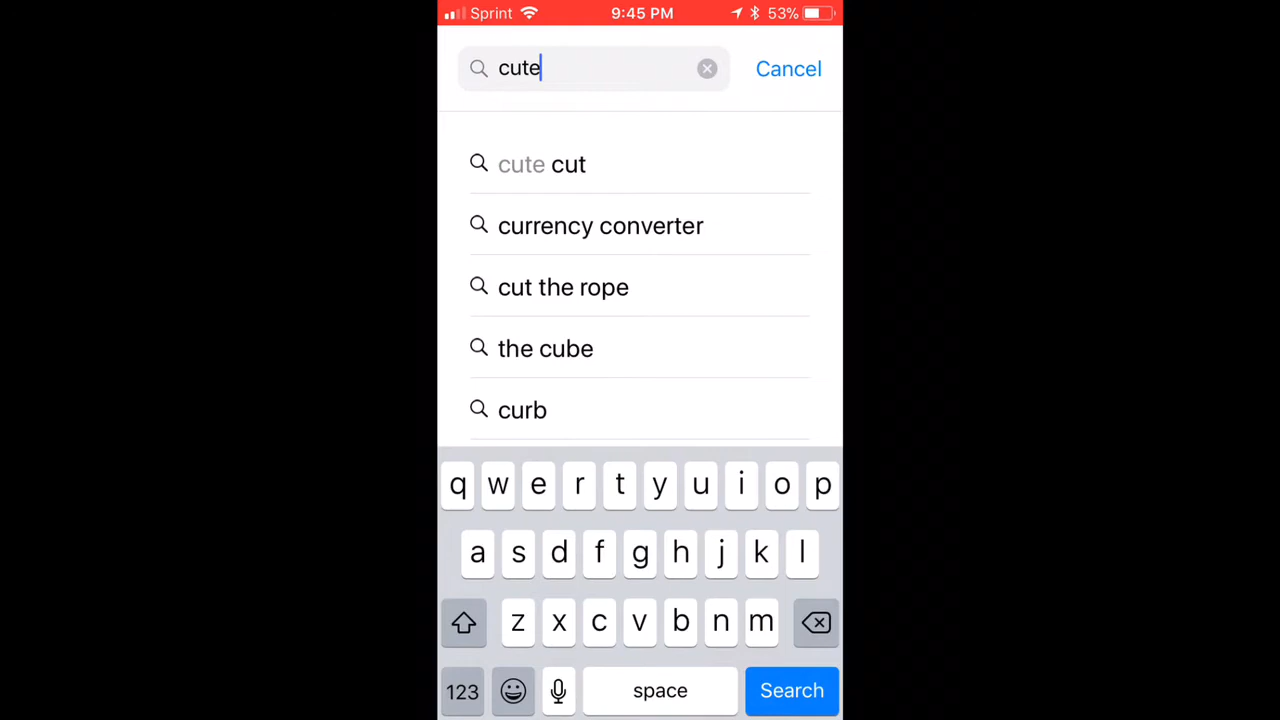 Sprint 9:45 PM 53%
cute Cancel
cute cut
currency converter
cut the rope
the cube
curb
q w e r t y u i o p
a s d f g h j k l
z x c v b n m
123 space Search